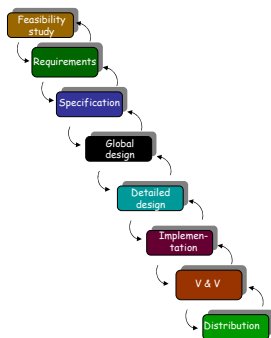 Feasibility
study
Requirements
Specification
Global
design
Detailed
design
Implemen-
tation
V & V
Distribution